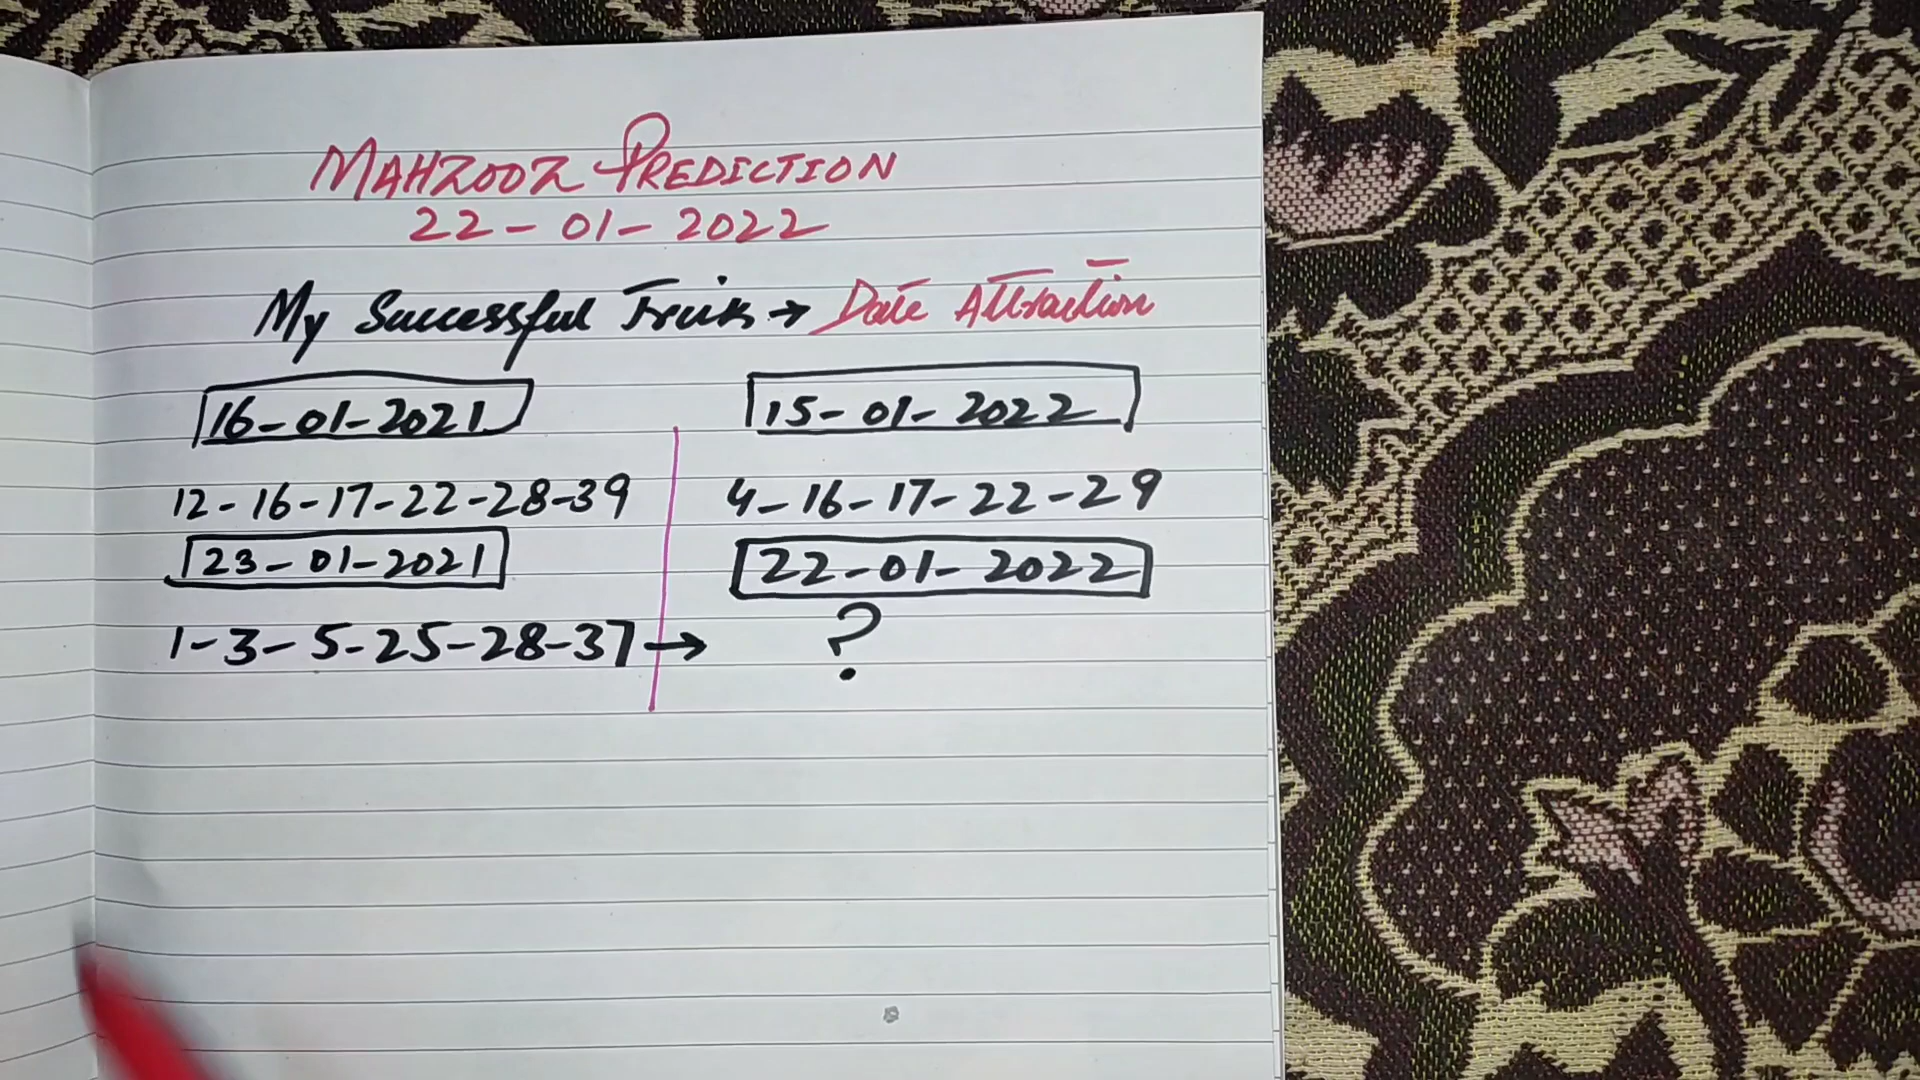 MAHZOOZ PREDICTION
22-01-2022
My Successful Trick → Date Attraction
16-01-2021
15-01-2022
12-16-17-22-28-39
4-16-17-22-29
23-01-2021
22-01-2022
1-3-5-25-28-37 → ?